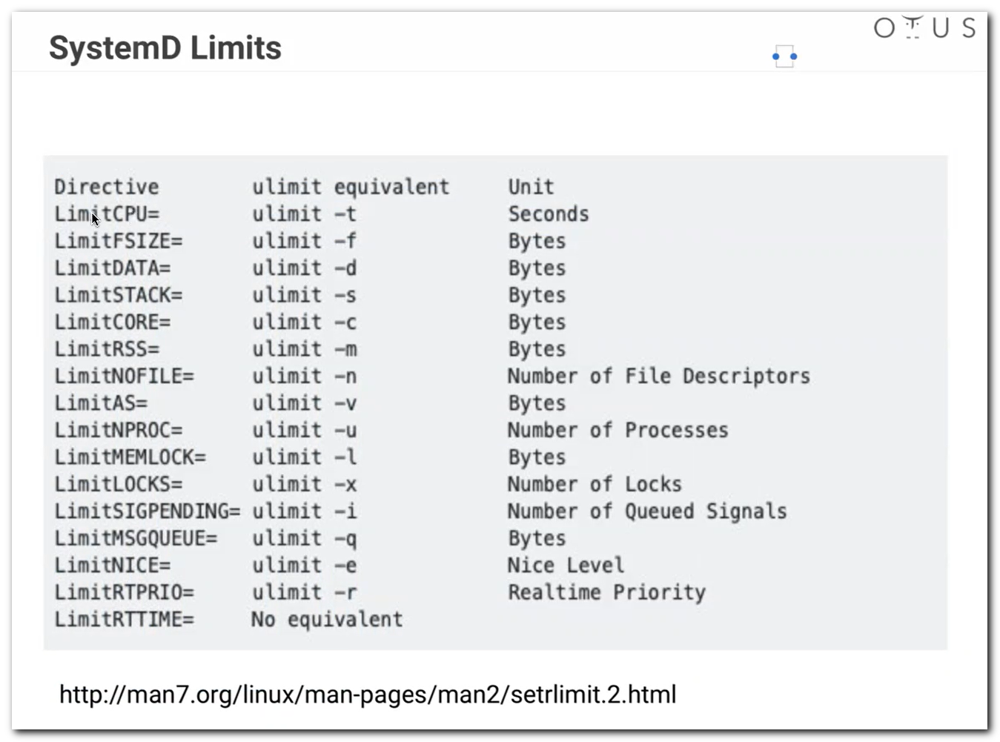 SystemD Limits
OTUS
Directive ulimit equivalent Unit
LimitCPU= ulimit -t Seconds
LimitFSIZE= ulimit -f Bytes
LimitDATA= ulimit -d Bytes
LimitSTACK= ulimit -s Bytes
LimitCORE= ulimit -c Bytes
LimitRSS= ulimit -m Bytes
LimitNOFILE= ulimit -n Number of File Descriptors
LimitAS= ulimit -v Bytes
LimitNPROC= ulimit -u Number of Processes
LimitMEMLOCK= ulimit -l Bytes
LimitLOCKS= ulimit -x Number of Locks
LimitSIGPENDING= ulimit -i Number of Queued Signals
LimitMSGQUEUE= ulimit -q Bytes
LimitNICE= ulimit -e Nice Level
LimitRTPRIO= ulimit -r Realtime Priority
LimitRTTIME= No equivalent
http://man7.org/linux/man-pages/man2/setrlimit.2.html